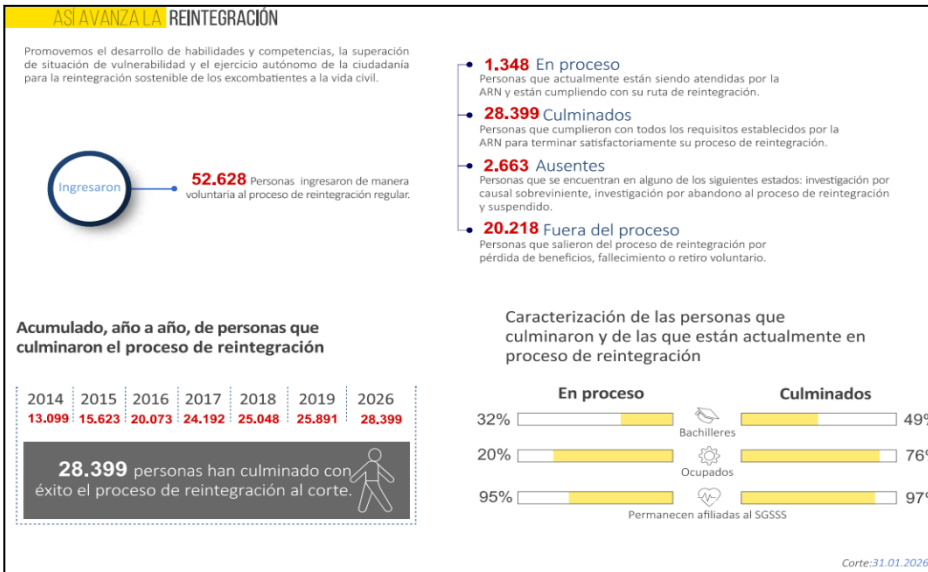 ASÍ AVANZA LA REINTEGRACIÓN
Promovemos el desarrollo de habilidades y competencias, la superación
de situación de vulnerabilidad y el ejercicio autónomo de la ciudadanía
para la reintegración sostenible de los excombatientes a la vida civil.
Ingresaron
52.628 Personas ingresaron de manera
voluntaria al proceso de reintegración regular.
1.348 En proceso
Personas que actualmente están siendo atendidas por la
ARN y están cumpliendo con su ruta de reintegración.
28.399 Culminados
Personas que cumplieron con todos los requisitos establecidos por la
ARN para terminar satisfactoriamente su proceso de reintegración.
2.663 Ausentes
Personas que se encuentran en alguno de los siguientes estados: investigación por
causal sobreviniente, investigación por abandono al proceso de reintegración
y suspendido.
20.218 Fuera del proceso
Personas que salieron del proceso de reintegración por
pérdida de beneficios, fallecimiento o retiro voluntario.
Acumulado, año a año, de personas que
culminaron el proceso de reintegración
2014 2015 2016 2017 2018 2019 2026
13.099 15.623 20.073 24.192 25.048 25.891 28.399
28.399 personas han culminado con
éxito el proceso de reintegración al corte.
Caracterización de las personas que
culminaron y de las que están actualmente en
proceso de reintegración
En proceso Culminados
32% 49%
Bachilleres
20% 76%
Ocupados
95% 97%
Permanecen afiliadas al SGSSS
Corte:31.01.2026